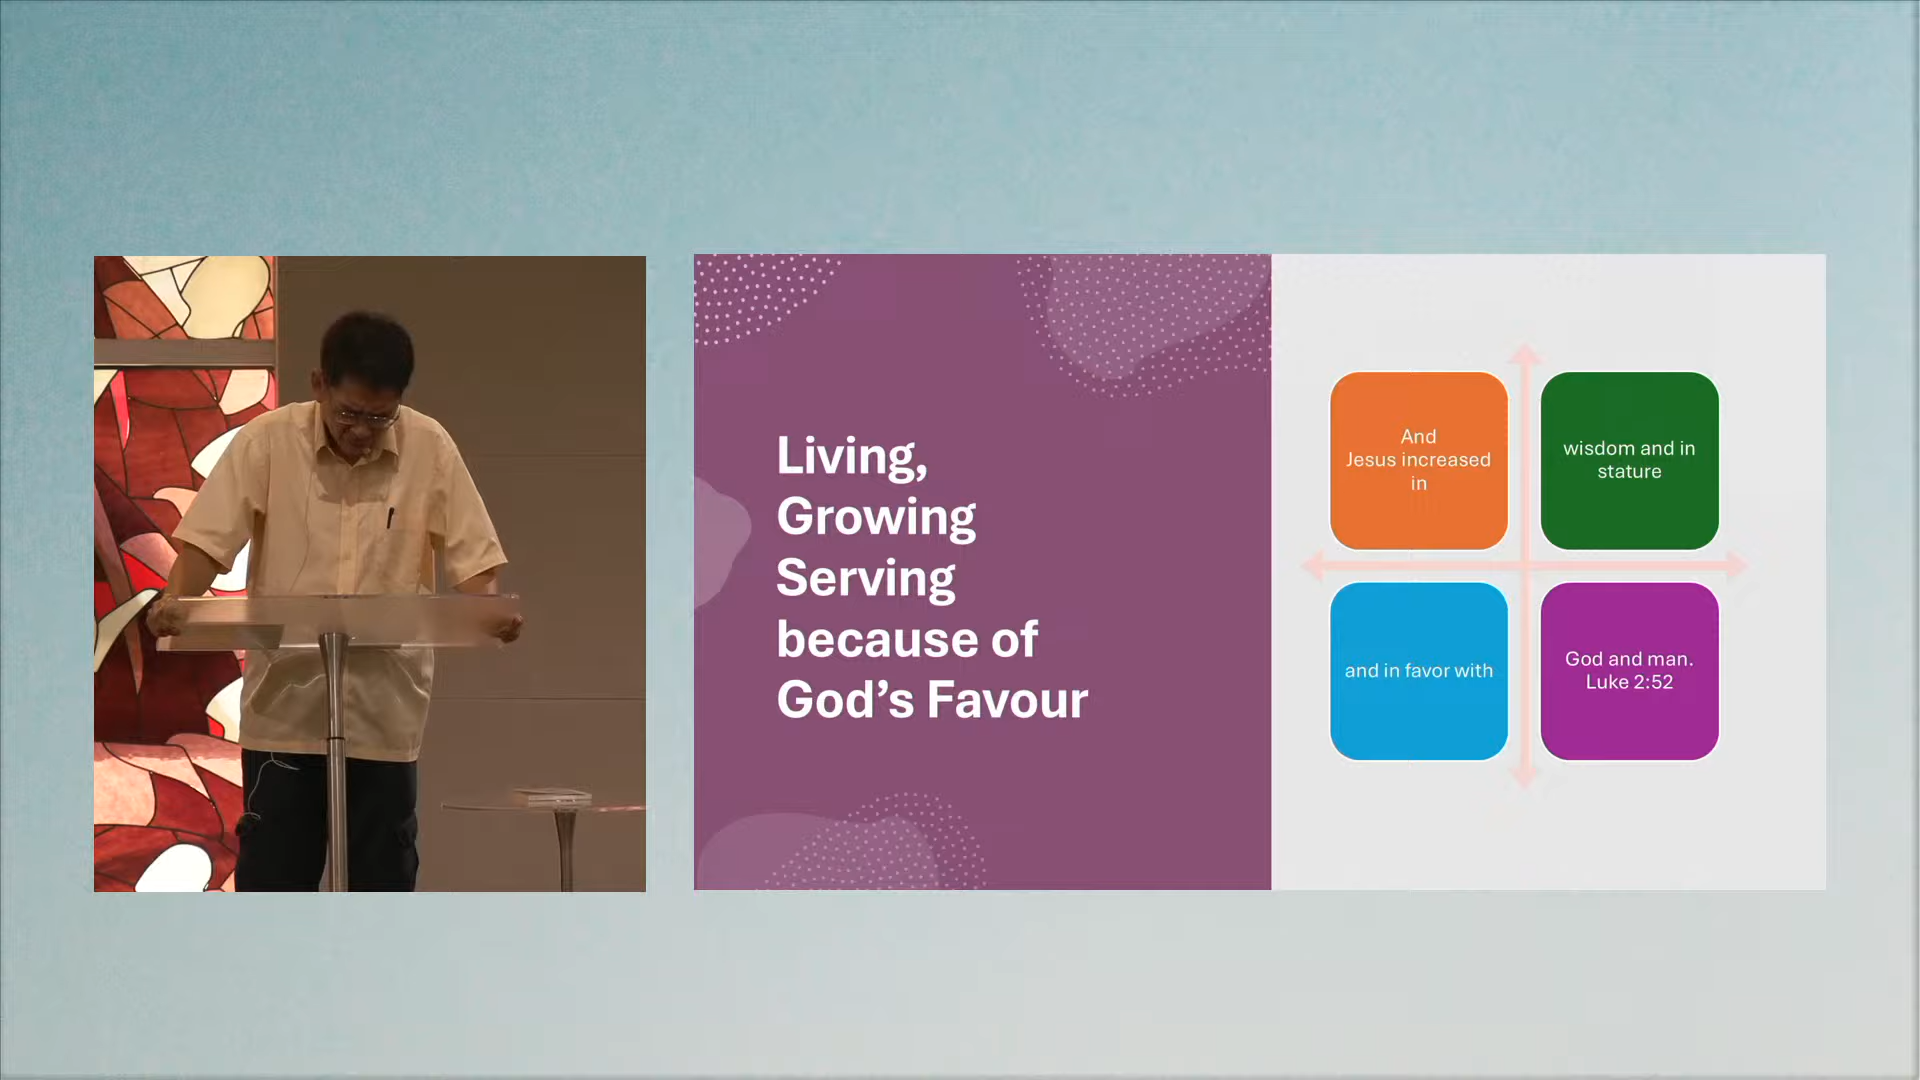 Living,
Growing
Serving
because of
God’s Favour
And
Jesus increased
in
wisdom and in
stature
and in favor with
God and man.
Luke 2:52